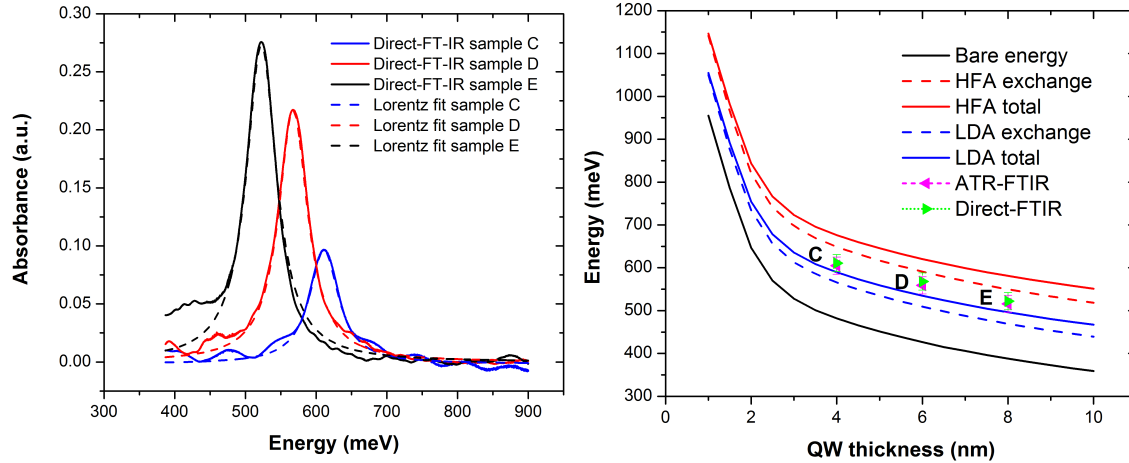 0.30
0.25
0.20
0.15
0.10
0.05
0.00
Absorbance (a.u.)
300 400 500 600 700 800 900
Energy (meV)
Direct-FT-IR sample C
Direct-FT-IR sample D
Direct-FT-IR sample E
Lorentz fit sample C
Lorentz fit sample D
Lorentz fit sample E
1200
1100
1000
900
800
700
600
500
400
300
Energy (meV)
0 2 4 6 8 10
QW thickness (nm)
Bare energy
HFA exchange
HFA total
LDA exchange
LDA total
ATR-FTIR
Direct-FTIR
C
D
E